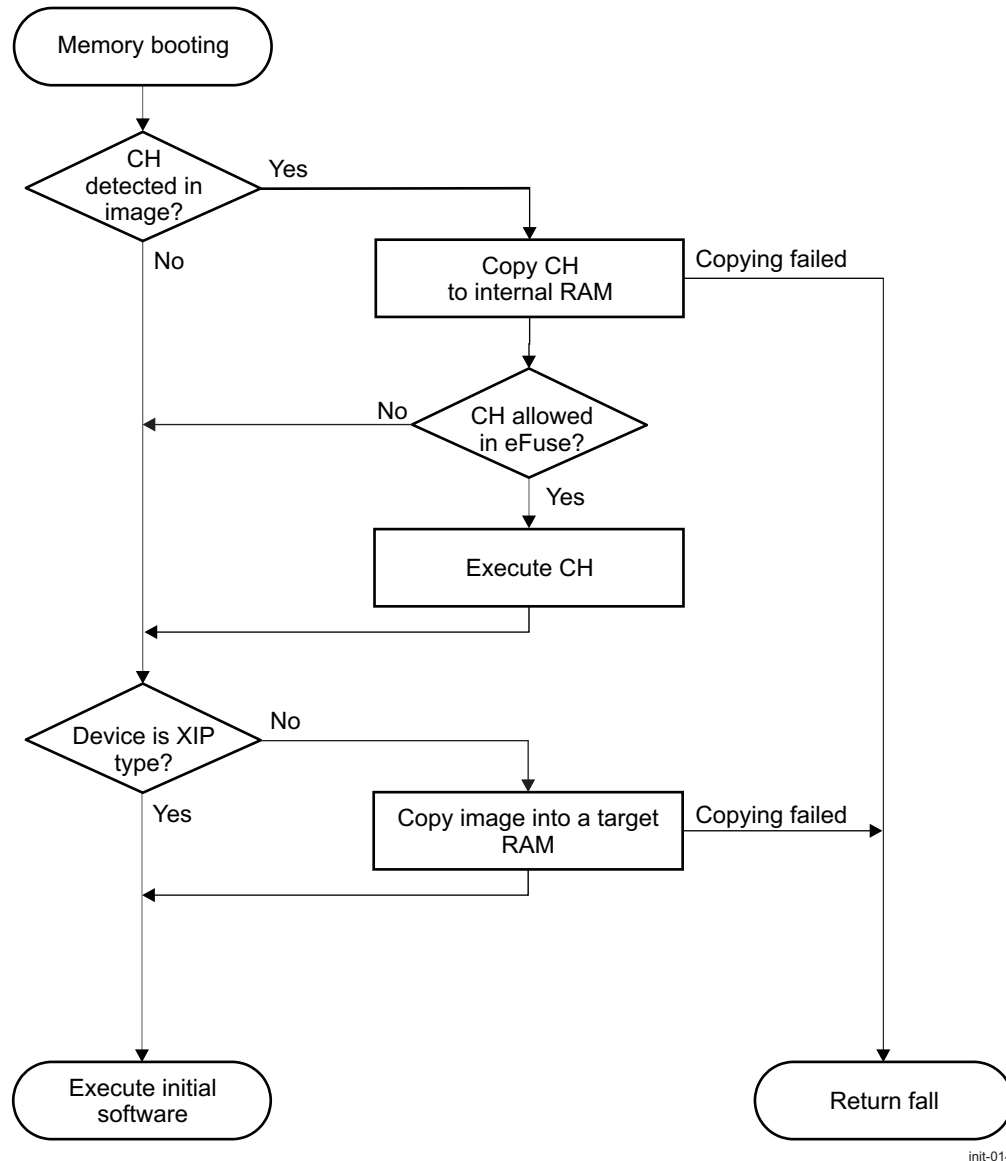 Memory booting
CH
detected in
image?
Yes
No
Copy CH
to internal RAM
Copying failed
No
CH allowed
in eFuse?
Yes
Execute CH
Device is XIP
type?
No
Yes
Copy image into a target
RAM
Copying failed
Execute initial
software
Return fall